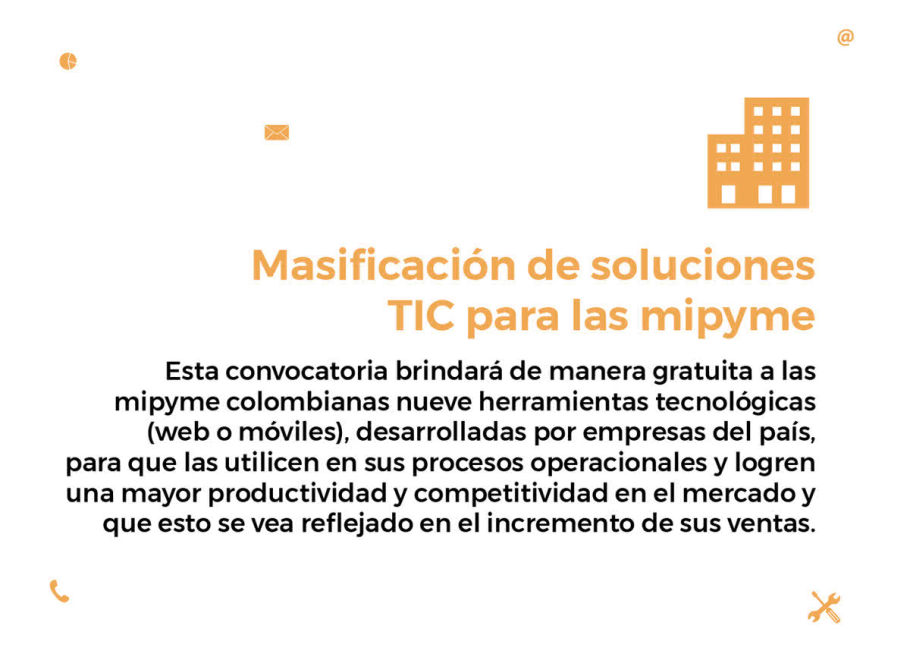 @
Masificación de soluciones
TIC para las mipyme
Esta convocatoria brindará de manera gratuita a las
mipyme colombianas nueve herramientas tecnológicas
(web o móviles), desarrolladas por empresas del país,
para que las utilicen en sus procesos operacionales y logren
una mayor productividad y competitividad en el mercado y
que esto se vea reflejado en el incremento de sus ventas.